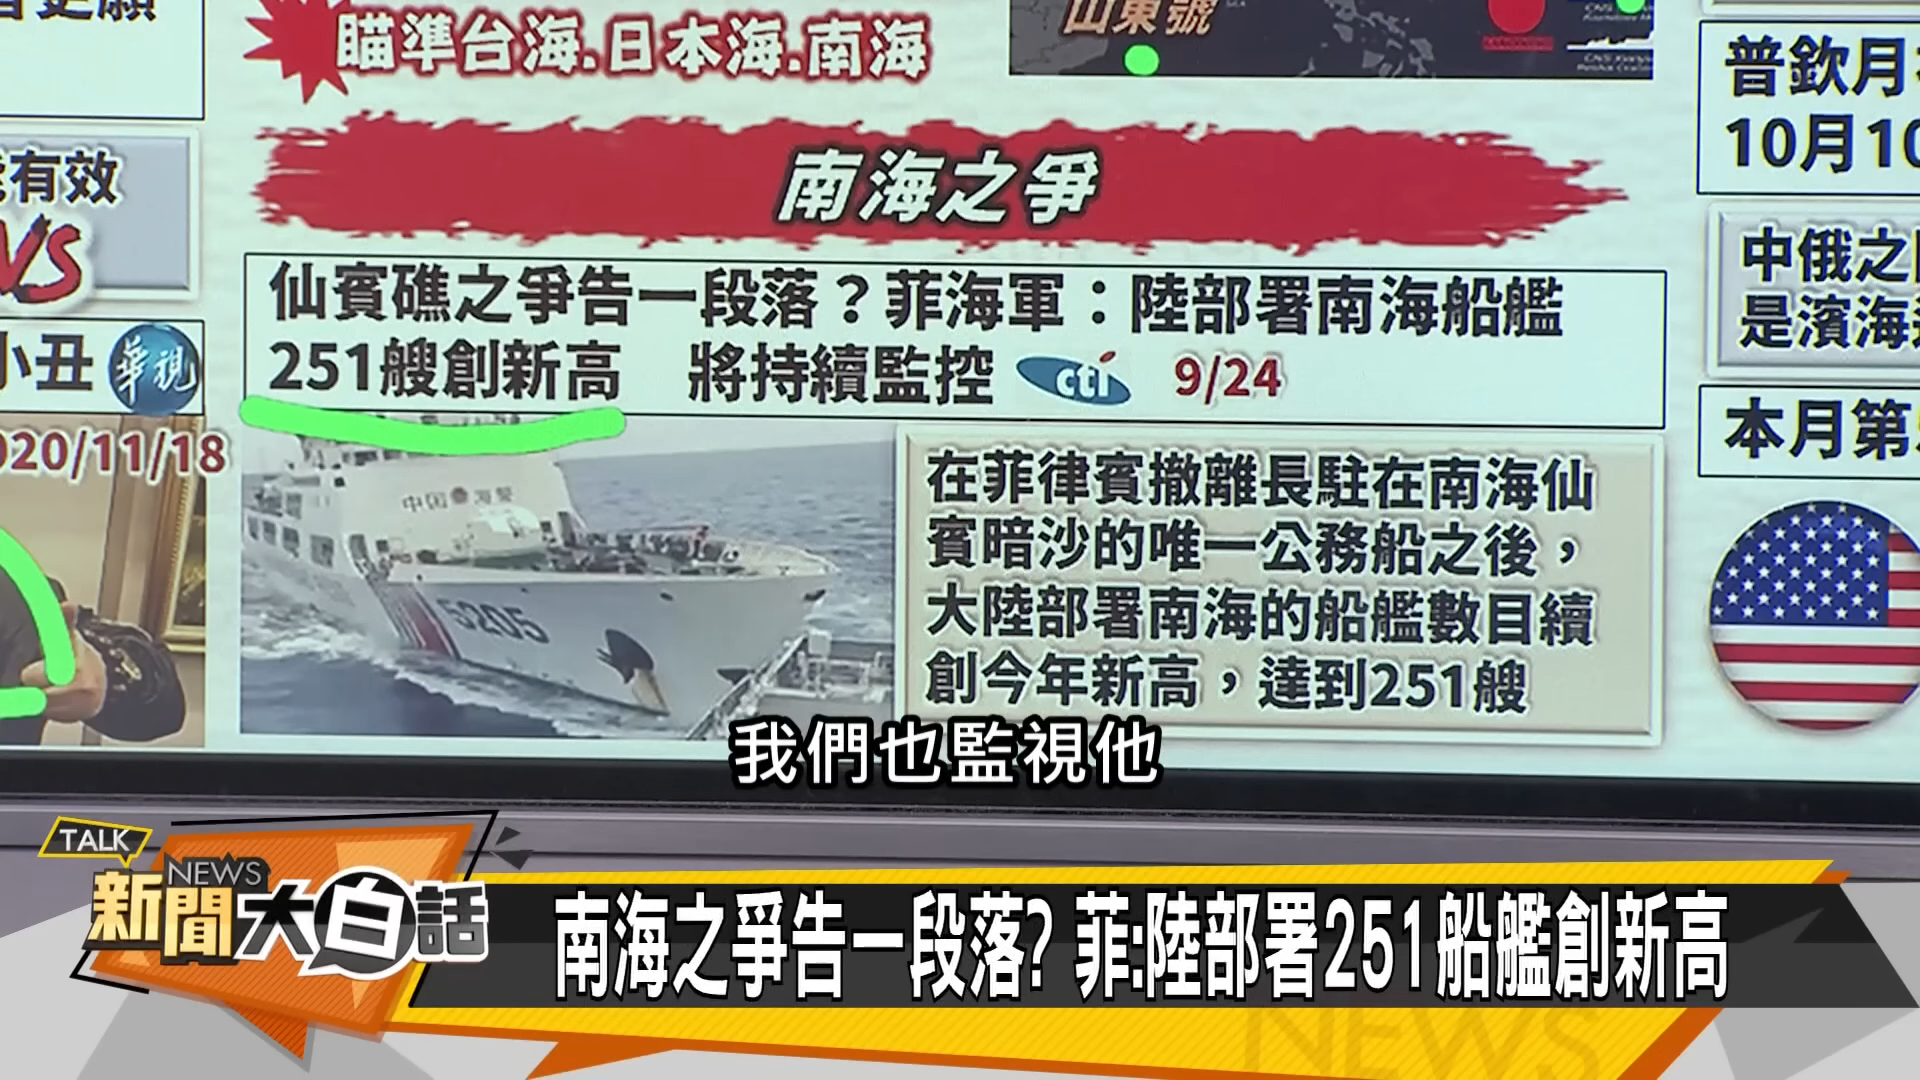 瞄準台海.日本海.南海
山東號
普欽月
10月10
有效
NS
南海之爭
中俄之
是濱海
仙賓礁之爭告一段落?菲海軍:陸部署南海船艦
251艘創新高 將持續監控 cti 9/24
小丑 華視
本月第
020/11/18
中国海警
5205
在菲律賓撤離長駐在南海仙
賓暗沙的唯一公務船之後,
大陸部署南海的船艦數目續
創今年新高,達到251艘
我們也監視他
TALK
NEWS
新聞大白話
南海之爭告一段落? 菲:陸部署251船艦創新高
NEWS